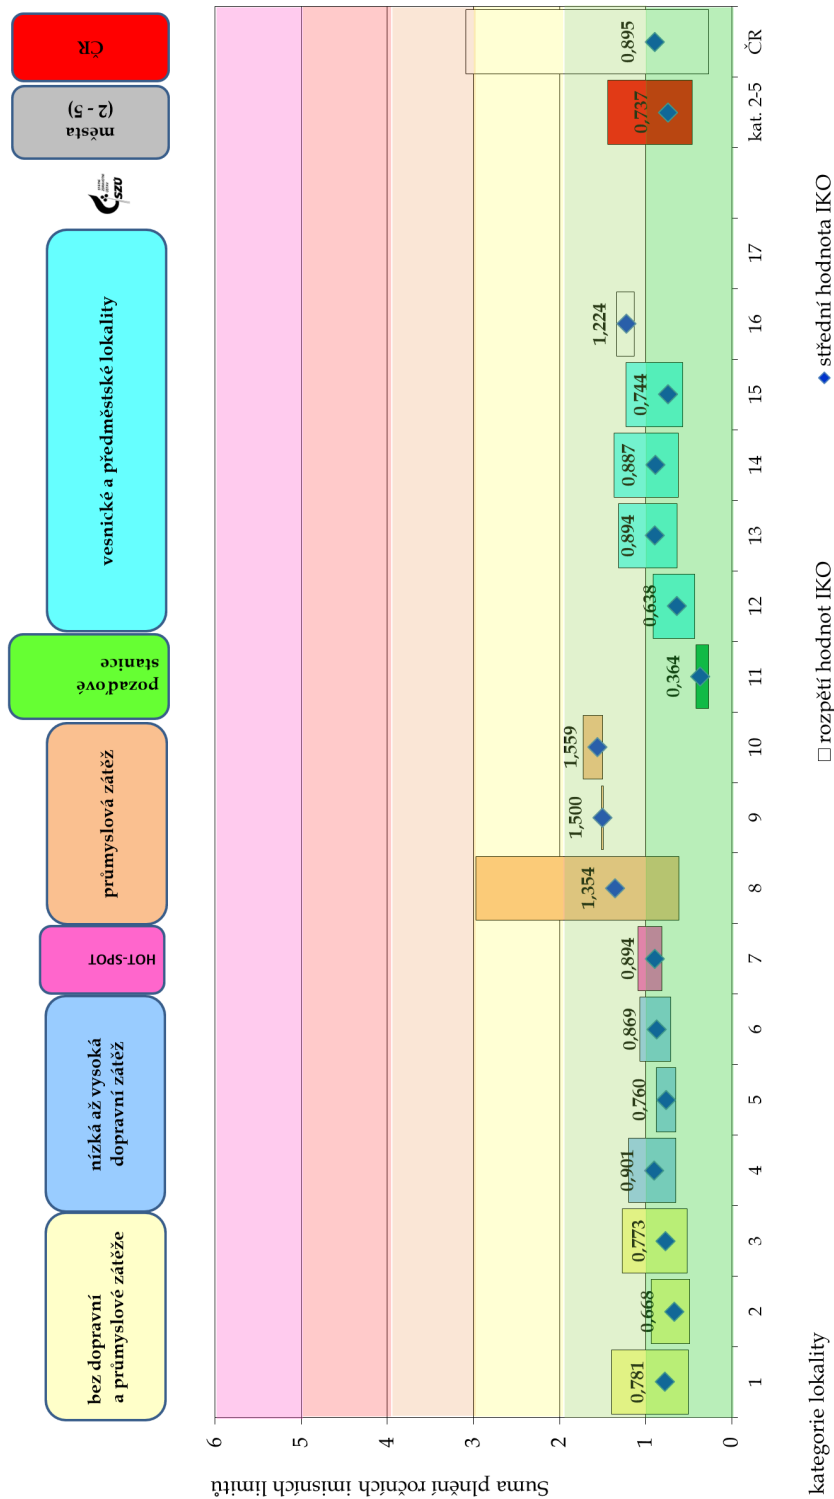 bez dopravní
a průmyslové zátěže
nízká až vysoká
dopravní zátěž
HOT-SPOT
průmyslová zátěž
pozaďové
stanice
vesnické a předměstské lokality
SZÚ
města
(2 - 5)
ČR
Suma plnění ročních imisních limitů
6
5
4
3
2
1
0
0,781
0,668
0,773
0,901
0,760
0,869
0,894
1,354
1,500
1,559
0,364
0,638
0,894
0,887
0,744
1,224
0,737
0,895
1
2
3
4
5
6
7
8
9
10
11
12
13
14
15
16
17
kat. 2-5
ČR
kategorie lokality
rozpětí hodnot IKO
střední hodnota IKO